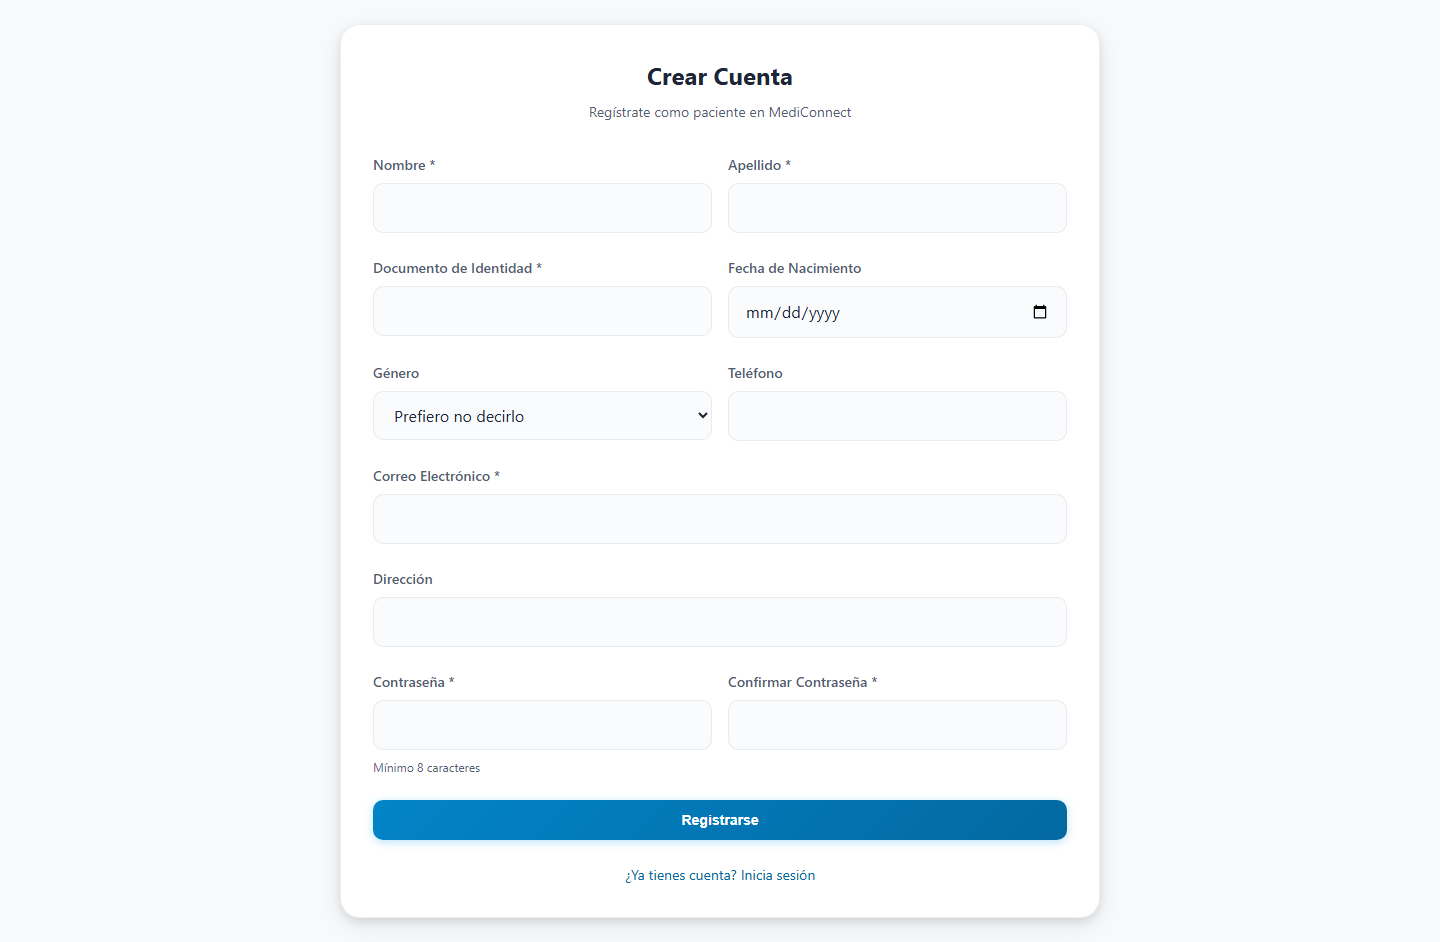 Crear Cuenta
Regístrate como paciente en MediConnect
Nombre *
Apellido *
Documento de Identidad *
Fecha de Nacimiento
mm/dd/yyyy
Género
Teléfono
Prefiero no decirlo
Correo Electrónico *
Dirección
Contraseña *
Confirmar Contraseña *
Mínimo 8 caracteres
Registrarse
¿Ya tienes cuenta? Inicia sesión